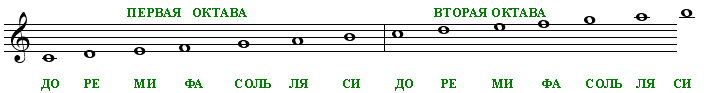 ПЕРВАЯ ОКТАВА ВТОРАЯ ОКТАВА
ДО РЕ МИ ФА СОЛЬ ЛЯ СИ ДО РЕ МИ ФА СОЛЬ ЛЯ СИ